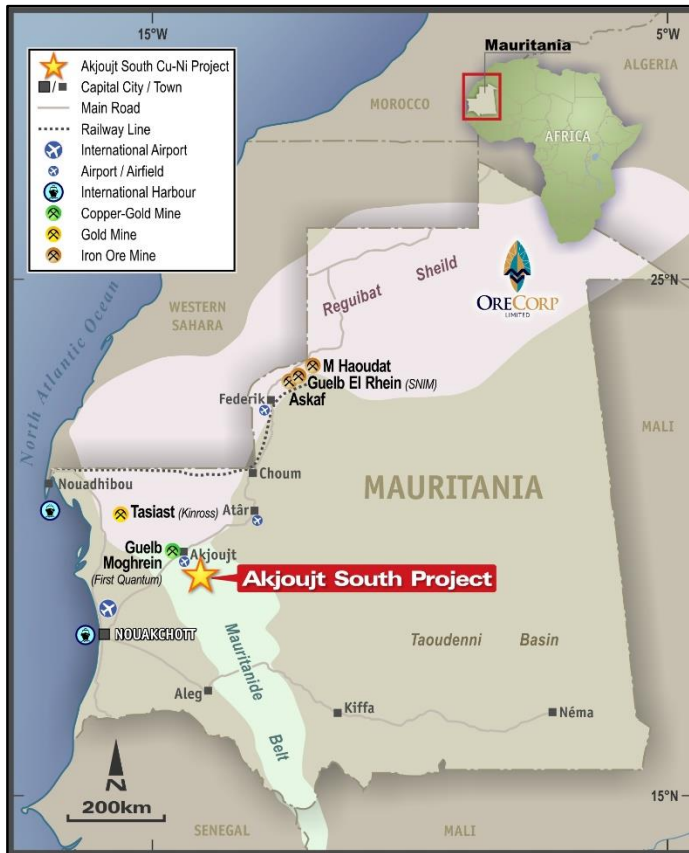 15°W
5°W
Akjoujt South Cu-Ni Project
Capital City / Town
Main Road
Railway Line
International Airport
Airport / Airfield
International Harbour
Copper-Gold Mine
Gold Mine
Iron Ore Mine
Mauritania
ALGERIA
MOROCCO
AFRICA
ORECORP
LIMITED
25°N
Reguibat Sheild
WESTERN
SAHARA
North Atlantic Ocean
M Haoudat
Guelb El Rhein (SNIM)
Askaf
Federik
MALI
Choum
Nouadhibou
MAURITANIA
Tasiast (Kinross)
Atâr
Guelb
Moghrein
(First Quantum)
Akjoujt
Akjoujt South Project
NOUAKCHOTT
Taoudenni Basin
Mauritanide
Belt
Aleg
Kiffa
Néma
N
200km
15°N
SENEGAL
MALI